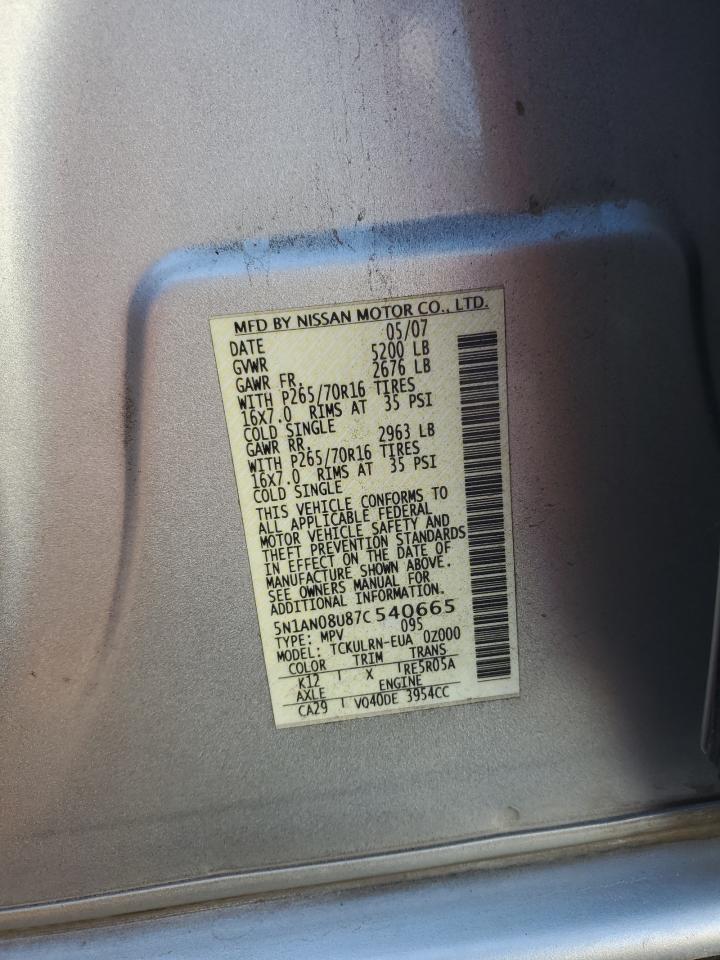 MFD BY NISSAN MOTOR CO., LTD.
DATE 05/07
GVWR 5200 LB
GAWR FR. 2676 LB
WITH P265/70R16 TIRES
16X7.0 RIMS AT 35 PSI
COLD SINGLE
GAWR RR. 2963 LB
WITH P265/70R16 TIRES
16X7.0 RIMS AT 35 PSI
COLD SINGLE
THIS VEHICLE CONFORMS TO
ALL APPLICABLE FEDERAL
MOTOR VEHICLE SAFETY AND
THEFT PREVENTION STANDARDS
IN EFFECT ON THE DATE OF
MANUFACTURE SHOWN ABOVE.
SEE OWNERS MANUAL FOR
ADDITIONAL INFORMATION.
5N1AN08U87C540665
TYPE: MPV 095
MODEL: TCKULRN-EUA 0Z000
COLOR TRIM TRANS
K12 X RE5R05A
AXLE ENGINE
CA29 VQ40DE 3954CC